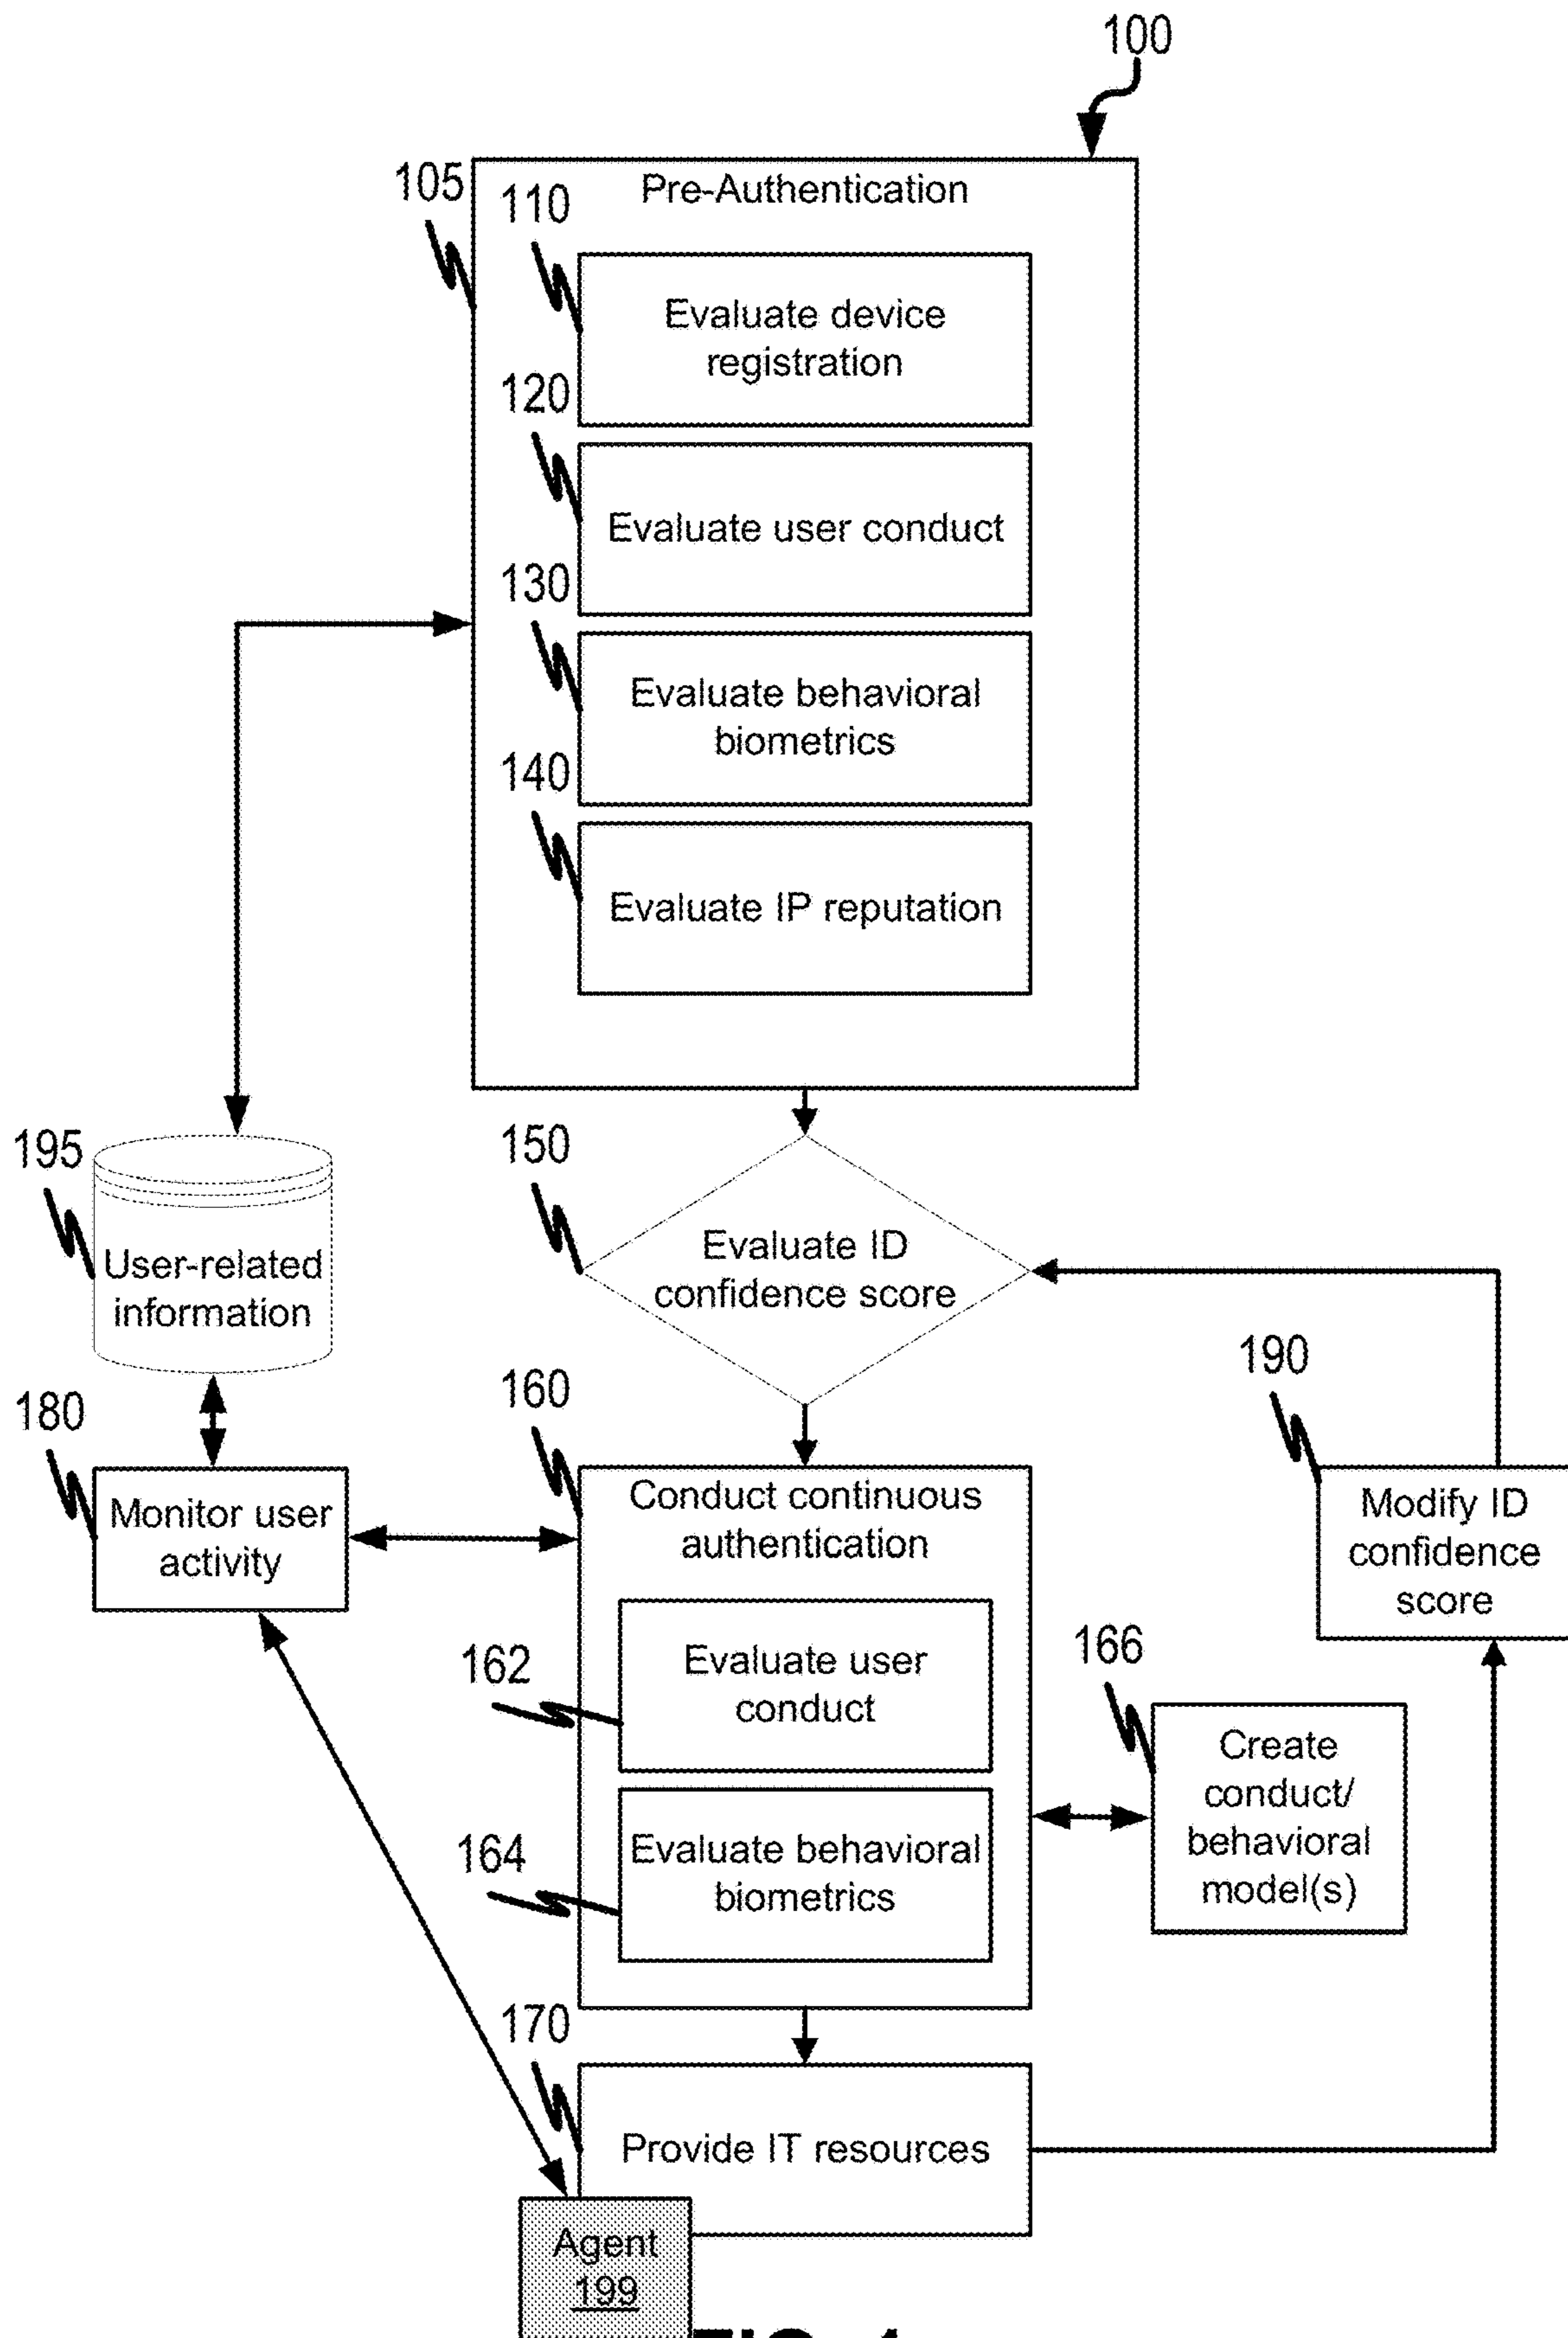 100
105
Pre-Authentication
110
Evaluate device
registration
120
Evaluate user conduct
130
Evaluate behavioral
biometrics
140
Evaluate IP reputation
195
User-related
information
150
Evaluate ID
confidence score
190
Modify ID
confidence
score
180
Monitor user
activity
160
Conduct continuous
authentication
162
Evaluate user
conduct
166
Create
conduct/
behavioral
model(s)
164
Evaluate behavioral
biometrics
170
Provide IT resources
Agent
199